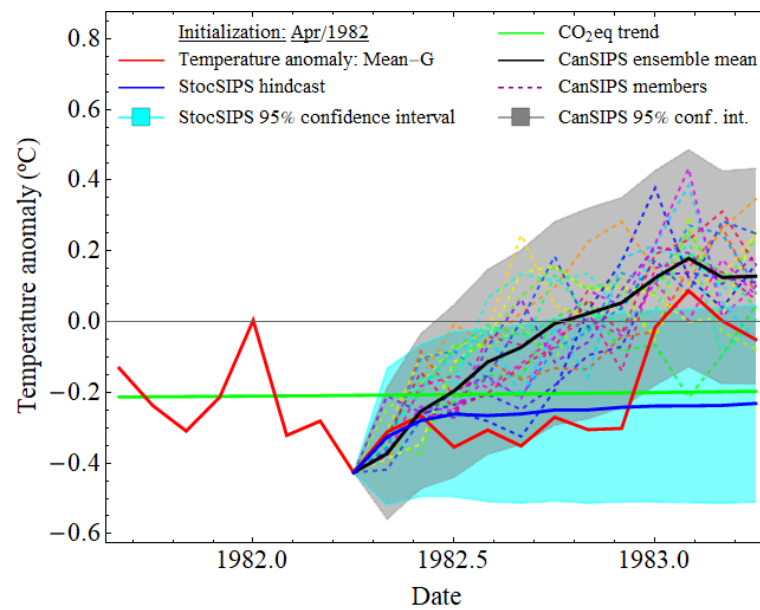 Initialization: Apr/1982
Temperature anomaly: Mean−G
StocSIPS hindcast
StocSIPS 95% confidence interval
CO₂eq trend
CanSIPS ensemble mean
CanSIPS members
CanSIPS 95% conf. int.
Temperature anomaly (ºC)
0.8
0.6
0.4
0.2
0.0
−0.2
−0.4
−0.6
1982.0 1982.5 1983.0
Date